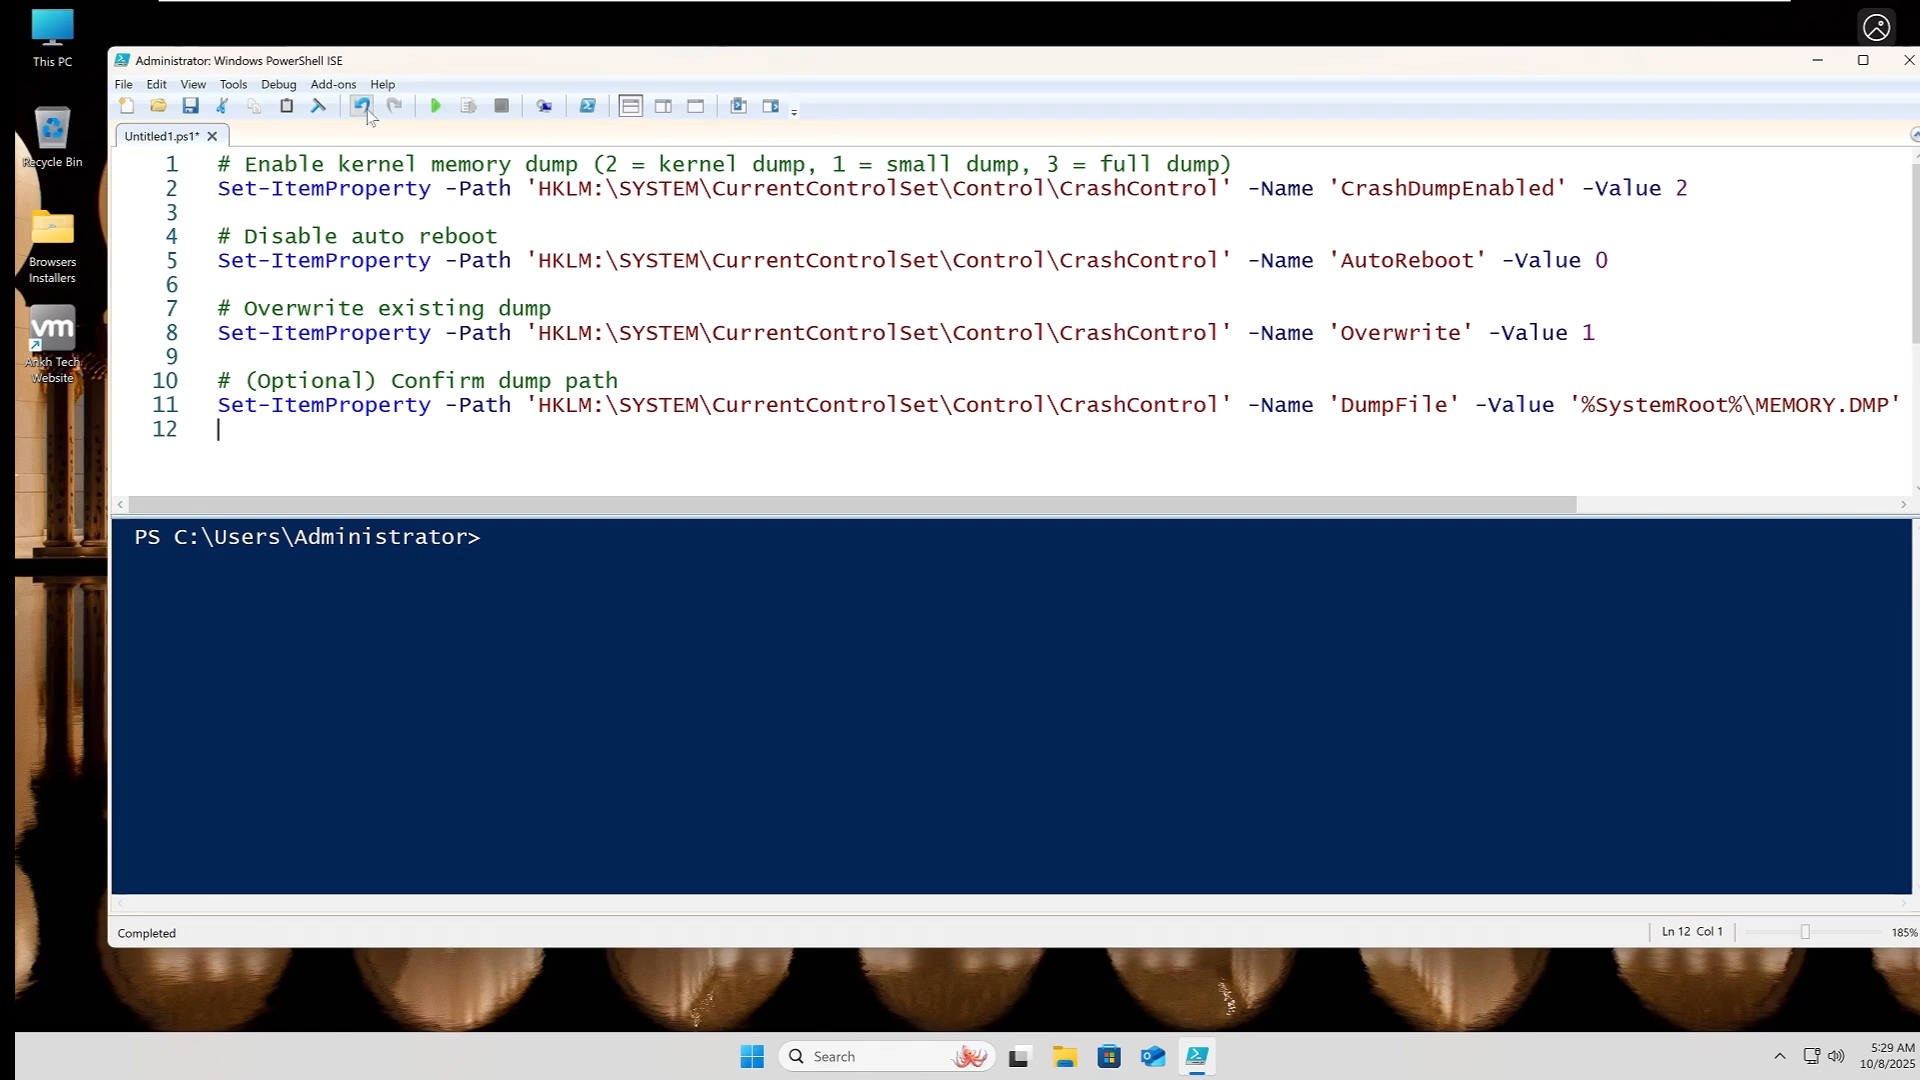 This PC
Recycle Bin
Browsers
Installers
vm
Ankh Tech
Website
Administrator: Windows PowerShell ISE
File Edit View Tools Debug Add-ons Help
Untitled1.ps1*
1 # Enable kernel memory dump (2 = kernel dump, 1 = small dump, 3 = full dump)
2 Set-ItemProperty -Path 'HKLM:\SYSTEM\CurrentControlSet\Control\CrashControl' -Name 'CrashDumpEnabled' -Value 2
3
4 # Disable auto reboot
5 Set-ItemProperty -Path 'HKLM:\SYSTEM\CurrentControlSet\Control\CrashControl' -Name 'AutoReboot' -Value 0
6
7 # Overwrite existing dump
8 Set-ItemProperty -Path 'HKLM:\SYSTEM\CurrentControlSet\Control\CrashControl' -Name 'Overwrite' -Value 1
9
10 # (Optional) Confirm dump path
11 Set-ItemProperty -Path 'HKLM:\SYSTEM\CurrentControlSet\Control\CrashControl' -Name 'DumpFile' -Value '%SystemRoot%\MEMORY.DMP'
12
PS C:\Users\Administrator>
Completed
Ln 12 Col 1
185%
Search
5:29 AM
10/8/2025